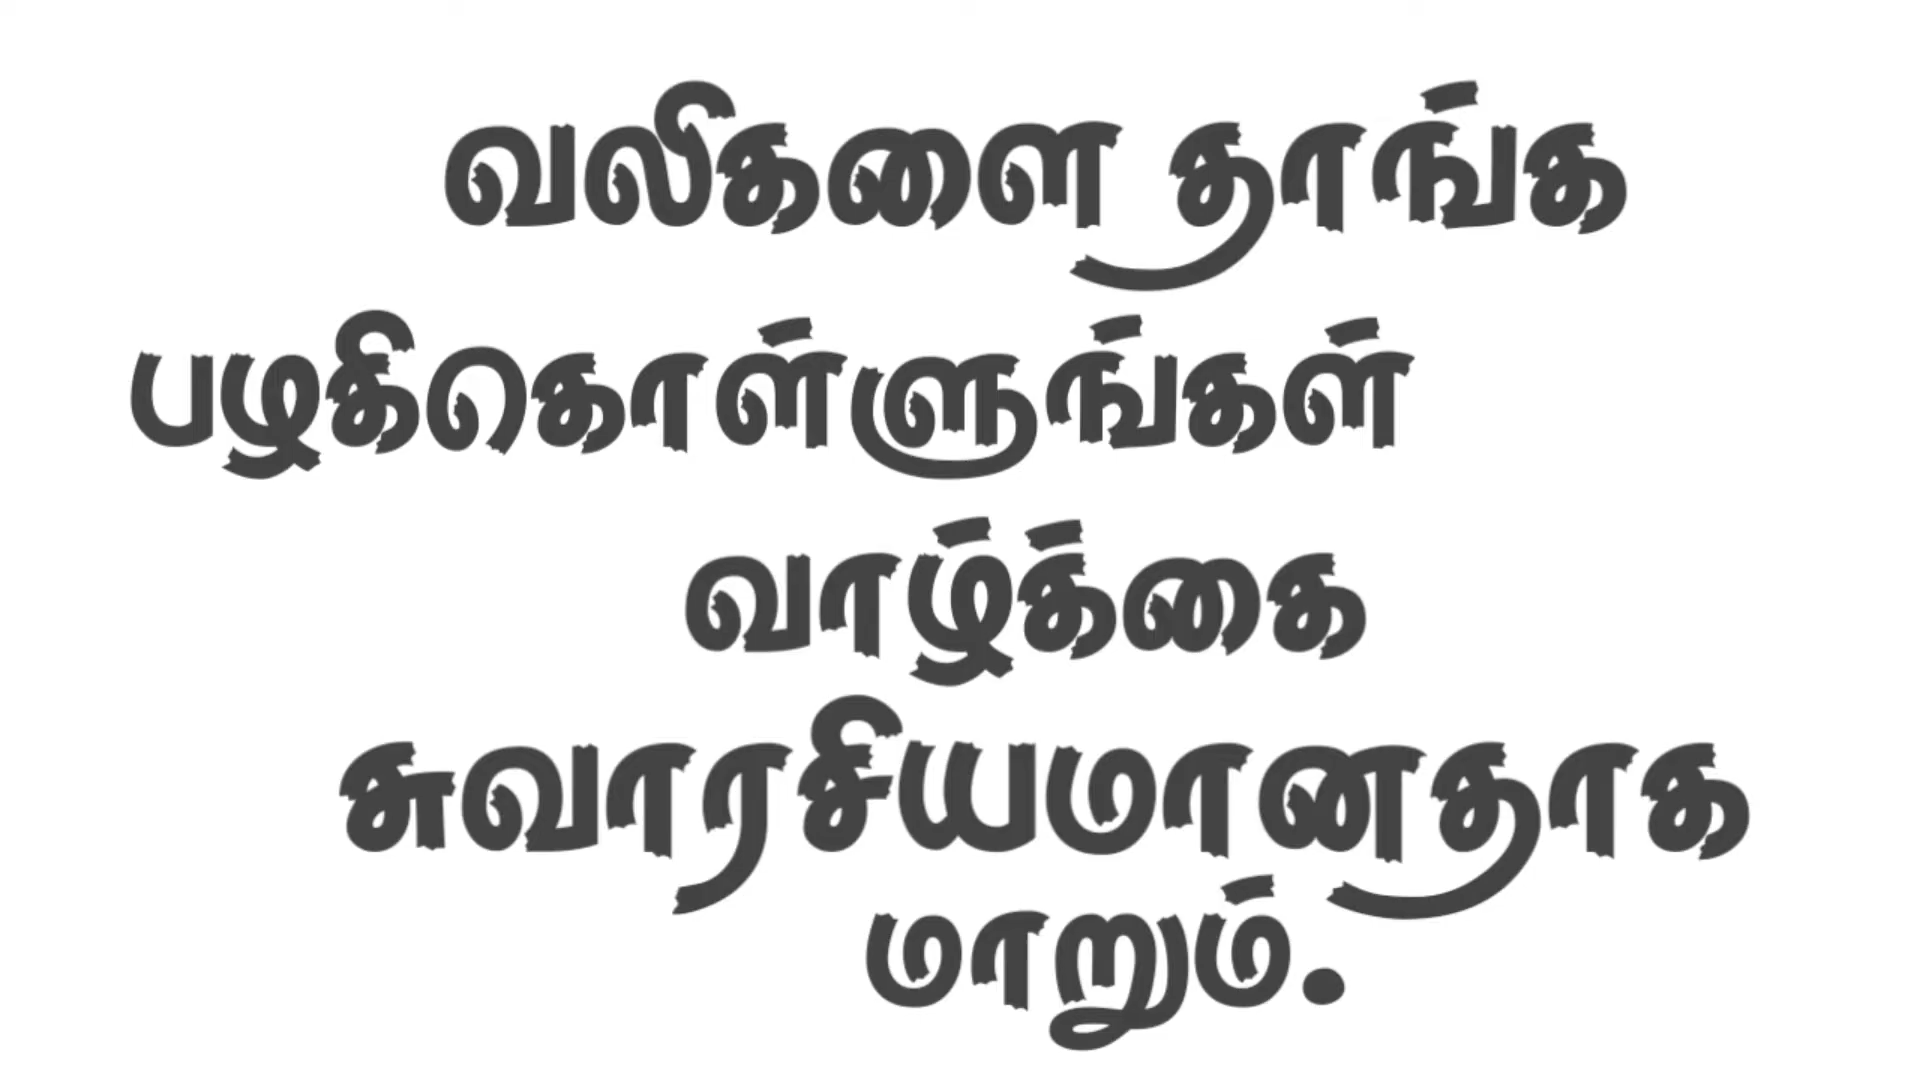 வலிகளை தாங்க
பழகிகொள்ளுங்கள்
வாழ்க்கை
சுவாரசியமானதாக
மாறும்.